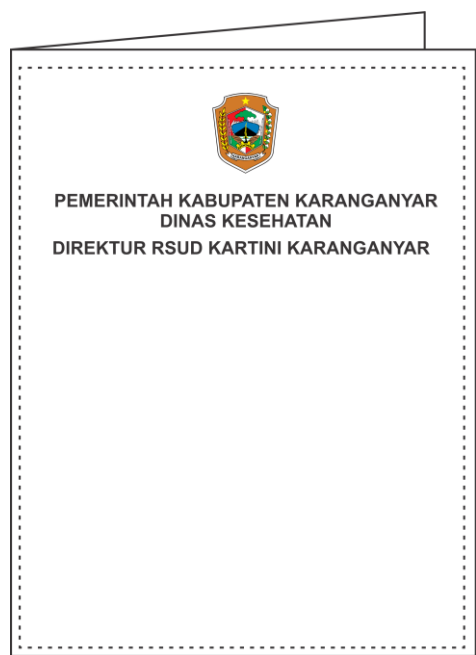 PEMERINTAH KABUPATEN KARANGANYAR
DINAS KESEHATAN
DIREKTUR RSUD KARTINI KARANGANYAR